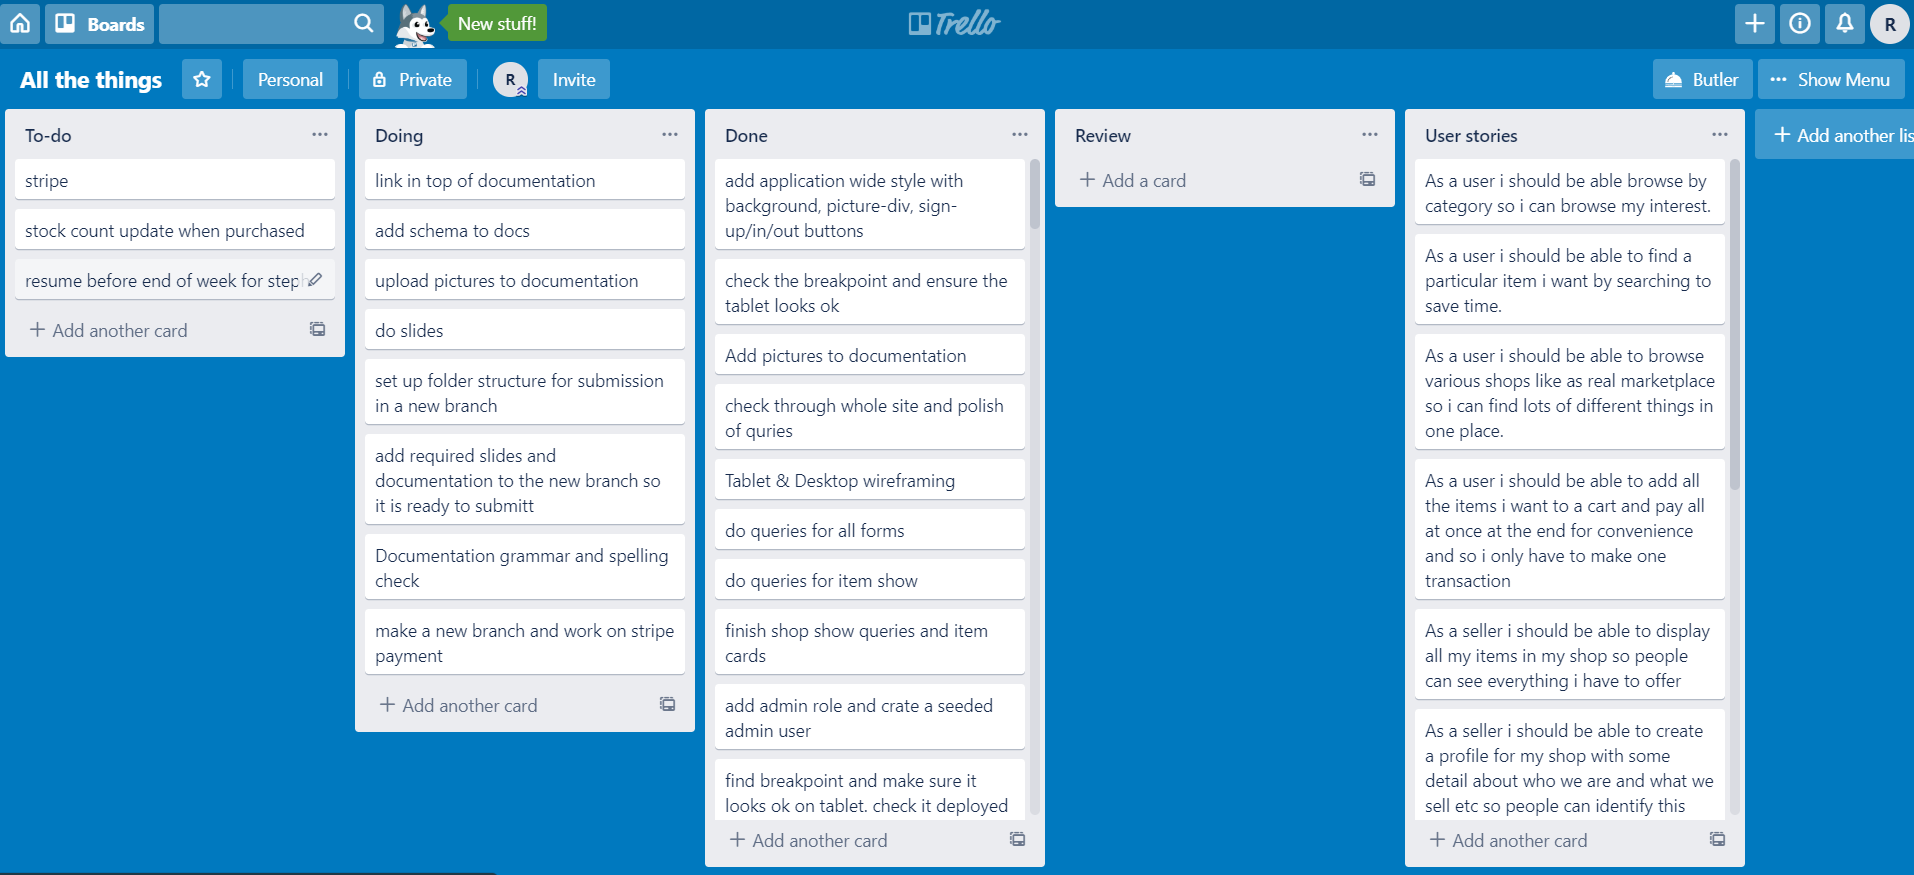 Boards
New stuff!
Trello
R
All the things
Personal
Private
R
Invite
Butler
Show Menu
To-do
stripe
stock count update when purchased
resume before end of week for steph
Add another card
Doing
link in top of documentation
add schema to docs
upload pictures to documentation
do slides
set up folder structure for submission
in a new branch
add required slides and
documentation to the new branch so
it is ready to submitt
Documentation grammar and spelling
check
make a new branch and work on stripe
payment
Add another card
Done
add application wide style with
background, picture-div, sign-
up/in/out buttons
check the breakpoint and ensure the
tablet looks ok
Add pictures to documentation
check through whole site and polish
of quries
Tablet & Desktop wireframing
do queries for all forms
do queries for item show
finish shop show queries and item
cards
add admin role and crate a seeded
admin user
find breakpoint and make sure it
looks ok on tablet. check it deployed
Add another card
Review
Add a card
User stories
As a user i should be able browse by
category so i can browse my interest.
As a user i should be able to find a
particular item i want by searching to
save time.
As a user i should be able to browse
various shops like as real marketplace
so i can find lots of different things in
one place.
As a user i should be able to add all
the items i want to a cart and pay all
at once at the end for convenience
and so i only have to make one
transaction
As a seller i should be able to display
all my items in my shop so people
can see everything i have to offer
As a seller i should be able to create
a profile for my shop with some
detail about who we are and what we
sell etc so people can identify this
Add another card
Add another lis